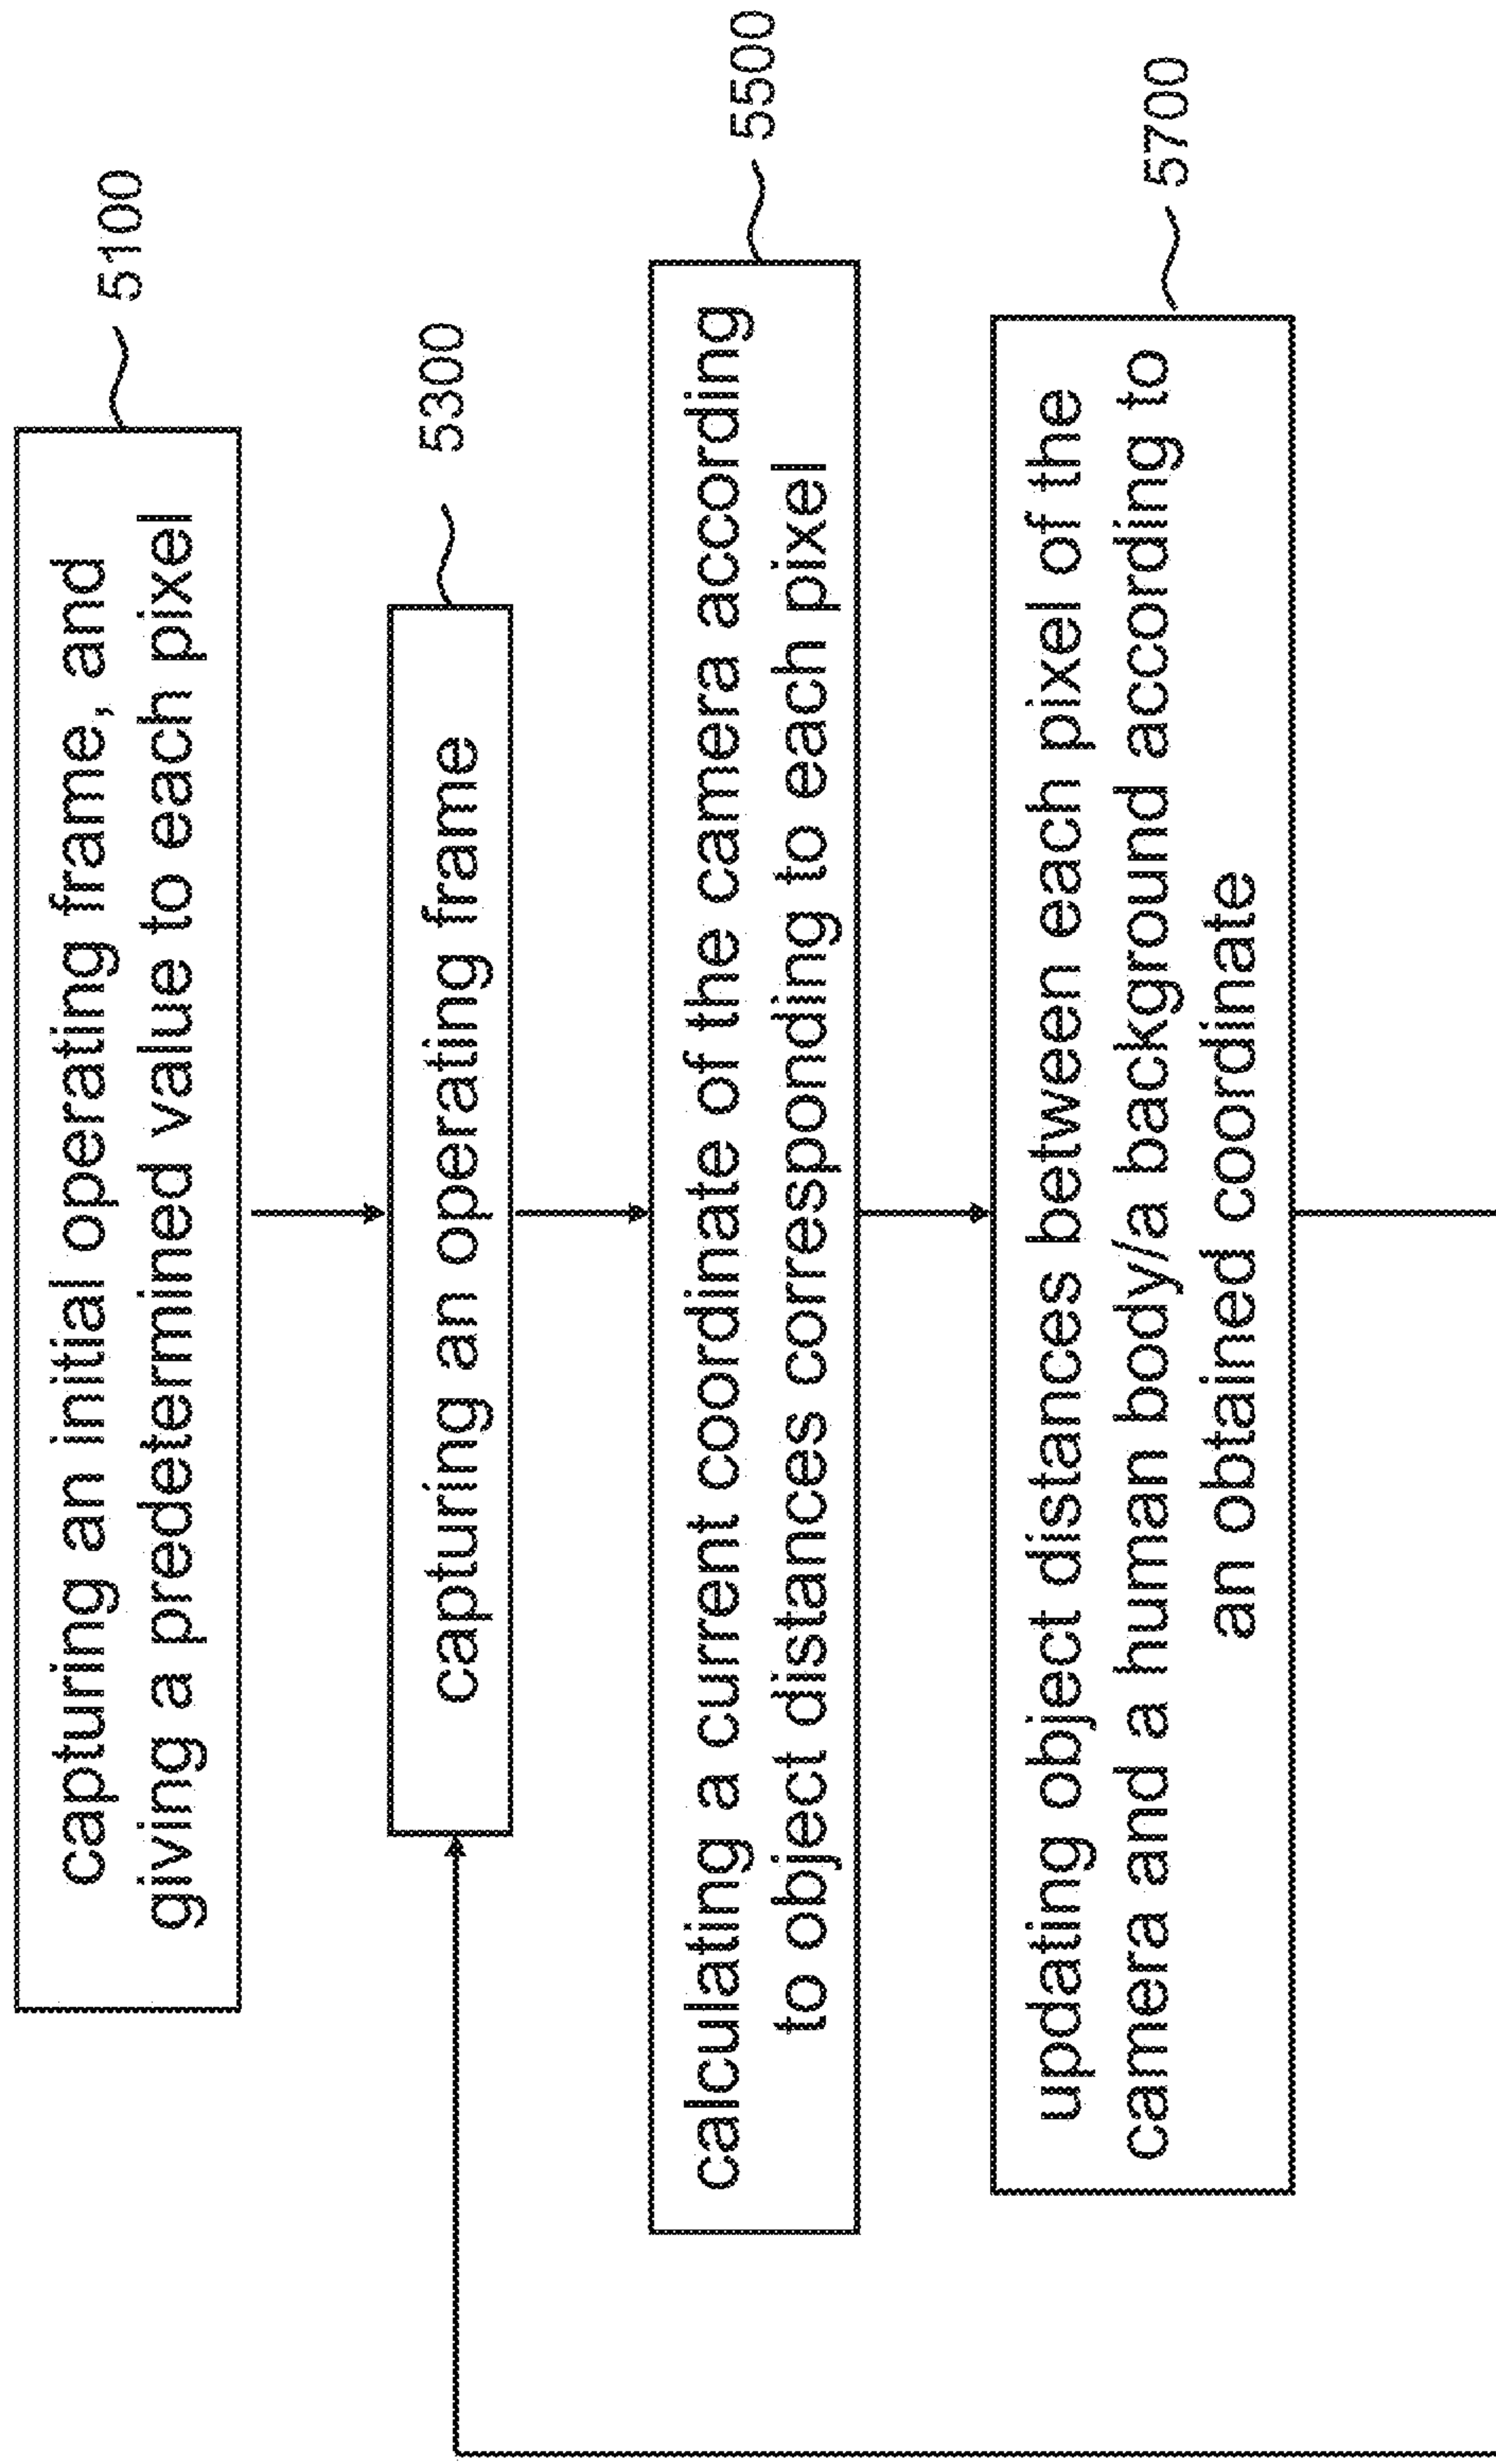 capturing an initial operating frame, and
giving a predetermined value to each pixel
5100
capturing an operating frame
5300
calculating a current coordinate of the camera according
to object distances corresponding to each pixel
5500
updating object distances between each pixel of the
camera and a human body/a background according to
an obtained coordinate
5700